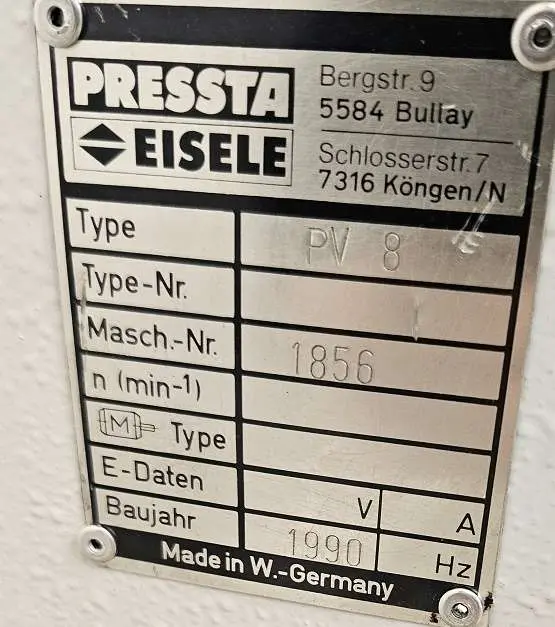 PRESSTA
EISELE
Bergstr. 9
5584 Bullay
Schlosserstr. 7
7316 Köngen/N
Type PV 8
Type-Nr.
Masch.-Nr. 1856
n (min-1)
M Type
E-Daten V A
Baujahr 1990 Hz
Made in W.-Germany